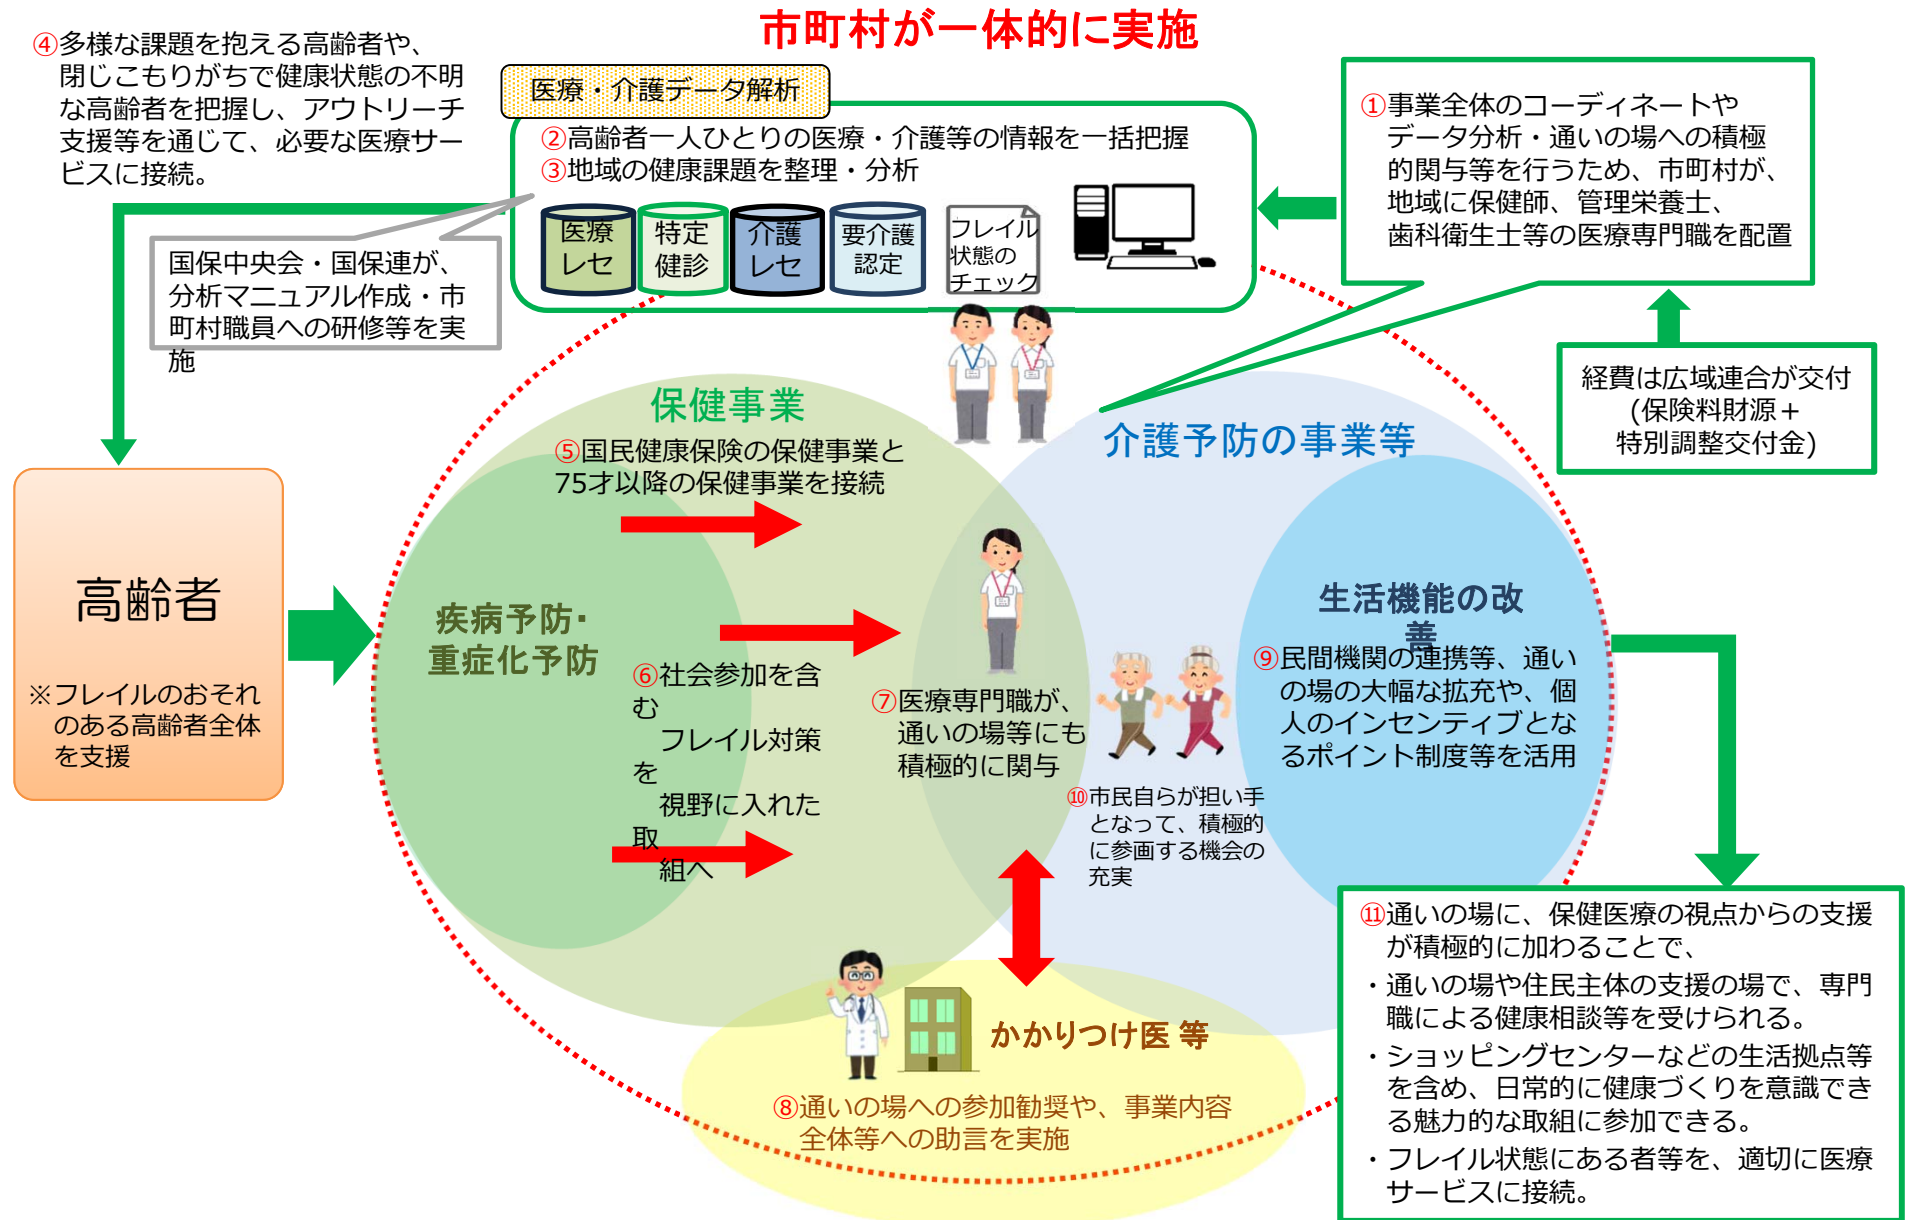 市町村が一体的に実施
④多様な課題を抱える高齢者や、
閉じこもりがちで健康状態の不明
な高齢者を把握し、アウトリーチ
支援等を通じて、必要な医療サー
ビスに接続。
医療・介護データ解析
②高齢者一人ひとりの医療・介護等の情報を一括把握
③地域の健康課題を整理・分析
医療
レセ
特定
健診
介護
レセ
要介護
認定
フレイル
状態の
チェック
①事業全体のコーディネートや
データ分析・通いの場への積極
的関与等を行うため、市町村が、
地域に保健師、管理栄養士、
歯科衛生士等の医療専門職を配置
国保中央会・国保連が、
分析マニュアル作成・市
町村職員への研修等を実
施
経費は広域連合が交付
(保険料財源＋
特別調整交付金)
保健事業
⑤国民健康保険の保健事業と
75才以降の保健事業を接続
介護予防の事業等
高齢者
※フレイルのおそれ
のある高齢者全体
を支援
疾病予防・
重症化予防
⑥社会参加を含
む
フレイル対策
を
視野に入れた
取
組へ
⑦医療専門職が、
通いの場等にも
積極的に関与
生活機能の改
善
⑨民間機関の連携等、通い
の場の大幅な拡充や、個
人のインセンティブとな
るポイント制度等を活用
⑩市民自らが担い手
となって、積極的
に参画する機会の
充実
かかりつけ医 等
⑧通いの場への参加勧奨や、事業内容
全体等への助言を実施
⑪通いの場に、保健医療の視点からの支援
が積極的に加わることで、
・通いの場や住民主体の支援の場で、専門
職による健康相談等を受けられる。
・ショッピングセンターなどの生活拠点等
を含め、日常的に健康づくりを意識でき
る魅力的な取組に参加できる。
・フレイル状態にある者等を、適切に医療
サービスに接続。